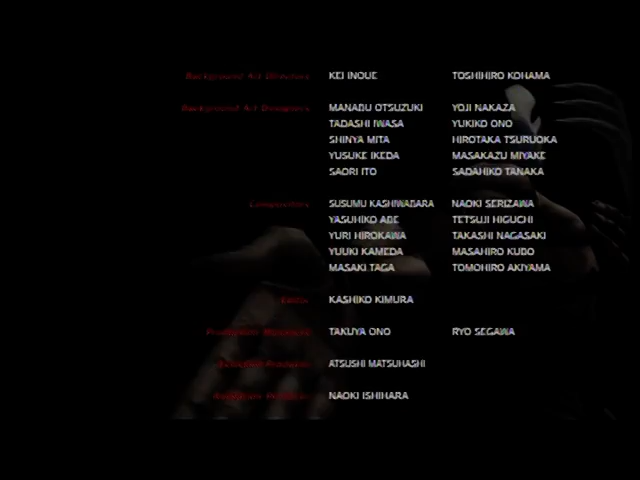 Background Art Directors KEI INOUE TOSHIHIRO KOHAMA
Background Art Designers MANABU OTSUZUKI YOJI NAKAZA
TADASHI IWASA YUKIKO ONO
SHINYA MITA HIROTAKA TSURUOKA
YUSUKE IKEDA MASAKAZU MIYAKE
SAORI ITO SADAHIKO TANAKA
Compositors SUSUMU KASHIWABARA NAOKI SERIZAWA
YASUHIKO ABE TETSUJI HIGUCHI
YURI HIROKAWA TAKASHI NAGASAKI
YUUKI KAMEDA MASAHIRO KUBO
MASAKI TAGA TOMOHIRO AKIYAMA
Editor KASHIKO KIMURA
Production TAKUYA ONO RYO SEGAWA
ATSUSHI MATSUHASHI
NAOKI ISHIHARA